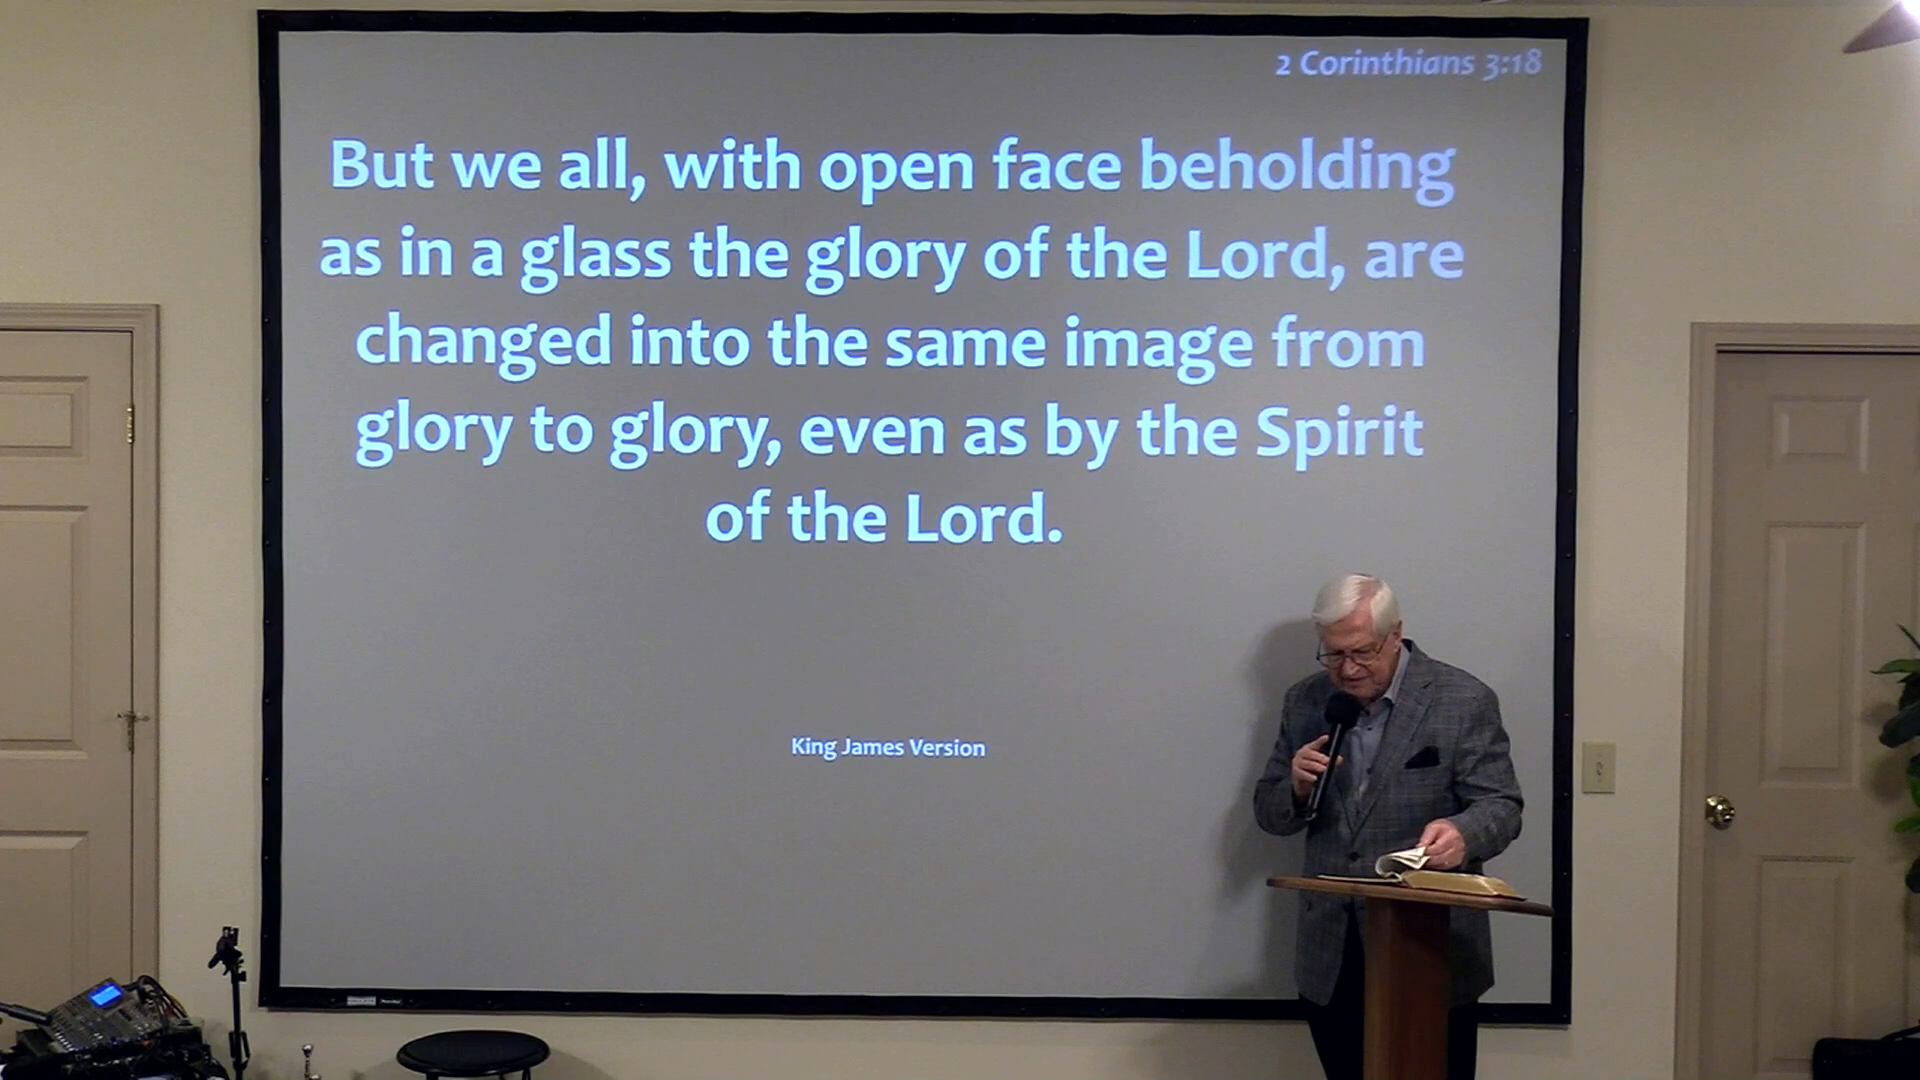 2 Corinthians 3:18
But we all, with open face beholding
as in a glass the glory of the Lord, are
changed into the same image from
glory to glory, even as by the Spirit
of the Lord.
King James Version